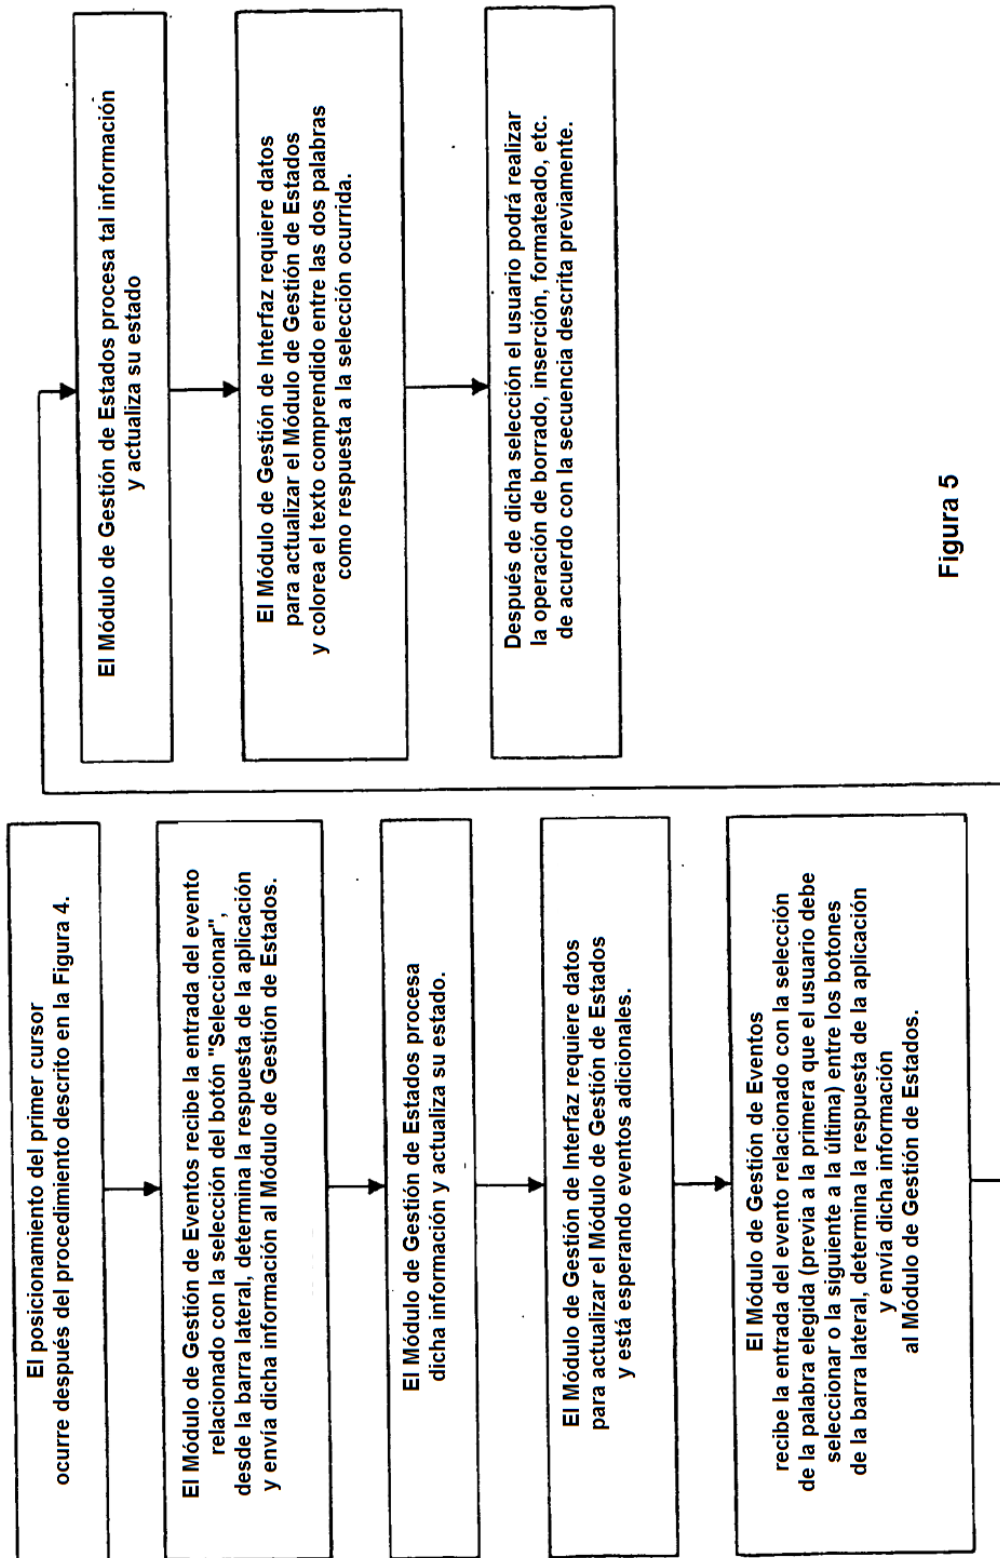 El posicionamiento del primer cursor
ocurre después del procedimiento descrito en la Figura 4.
El Módulo de Gestión de Eventos recibe la entrada del evento
relacionado con la selección del botón "Seleccionar",
desde la barra lateral, determina la respuesta de la aplicación
y envía dicha información al Módulo de Gestión de Estados.
El Módulo de Gestión de Estados procesa
dicha información y actualiza su estado.
El Módulo de Gestión de Interfaz requiere datos
para actualizar el Módulo de Gestión de Estados
y está esperando eventos adicionales.
El Módulo de Gestión de Eventos
recibe la entrada del evento relacionado con la selección
de la palabra elegida (previa a la primera que el usuario debe
seleccionar o la siguiente a la última) entre los botones
de la barra lateral, determina la respuesta de la aplicación
y envía dicha información
al Módulo de Gestión de Estados.
El Módulo de Gestión de Estados procesa tal información
y actualiza su estado
El Módulo de Gestión de Interfaz requiere datos
para actualizar el Módulo de Gestión de Estados
y colorea el texto comprendido entre las dos palabras
como respuesta a la selección ocurrida.
Después de dicha selección el usuario podrá realizar
la operación de borrado, inserción, formateado, etc.
de acuerdo con la secuencia descrita previamente.
Figura 5